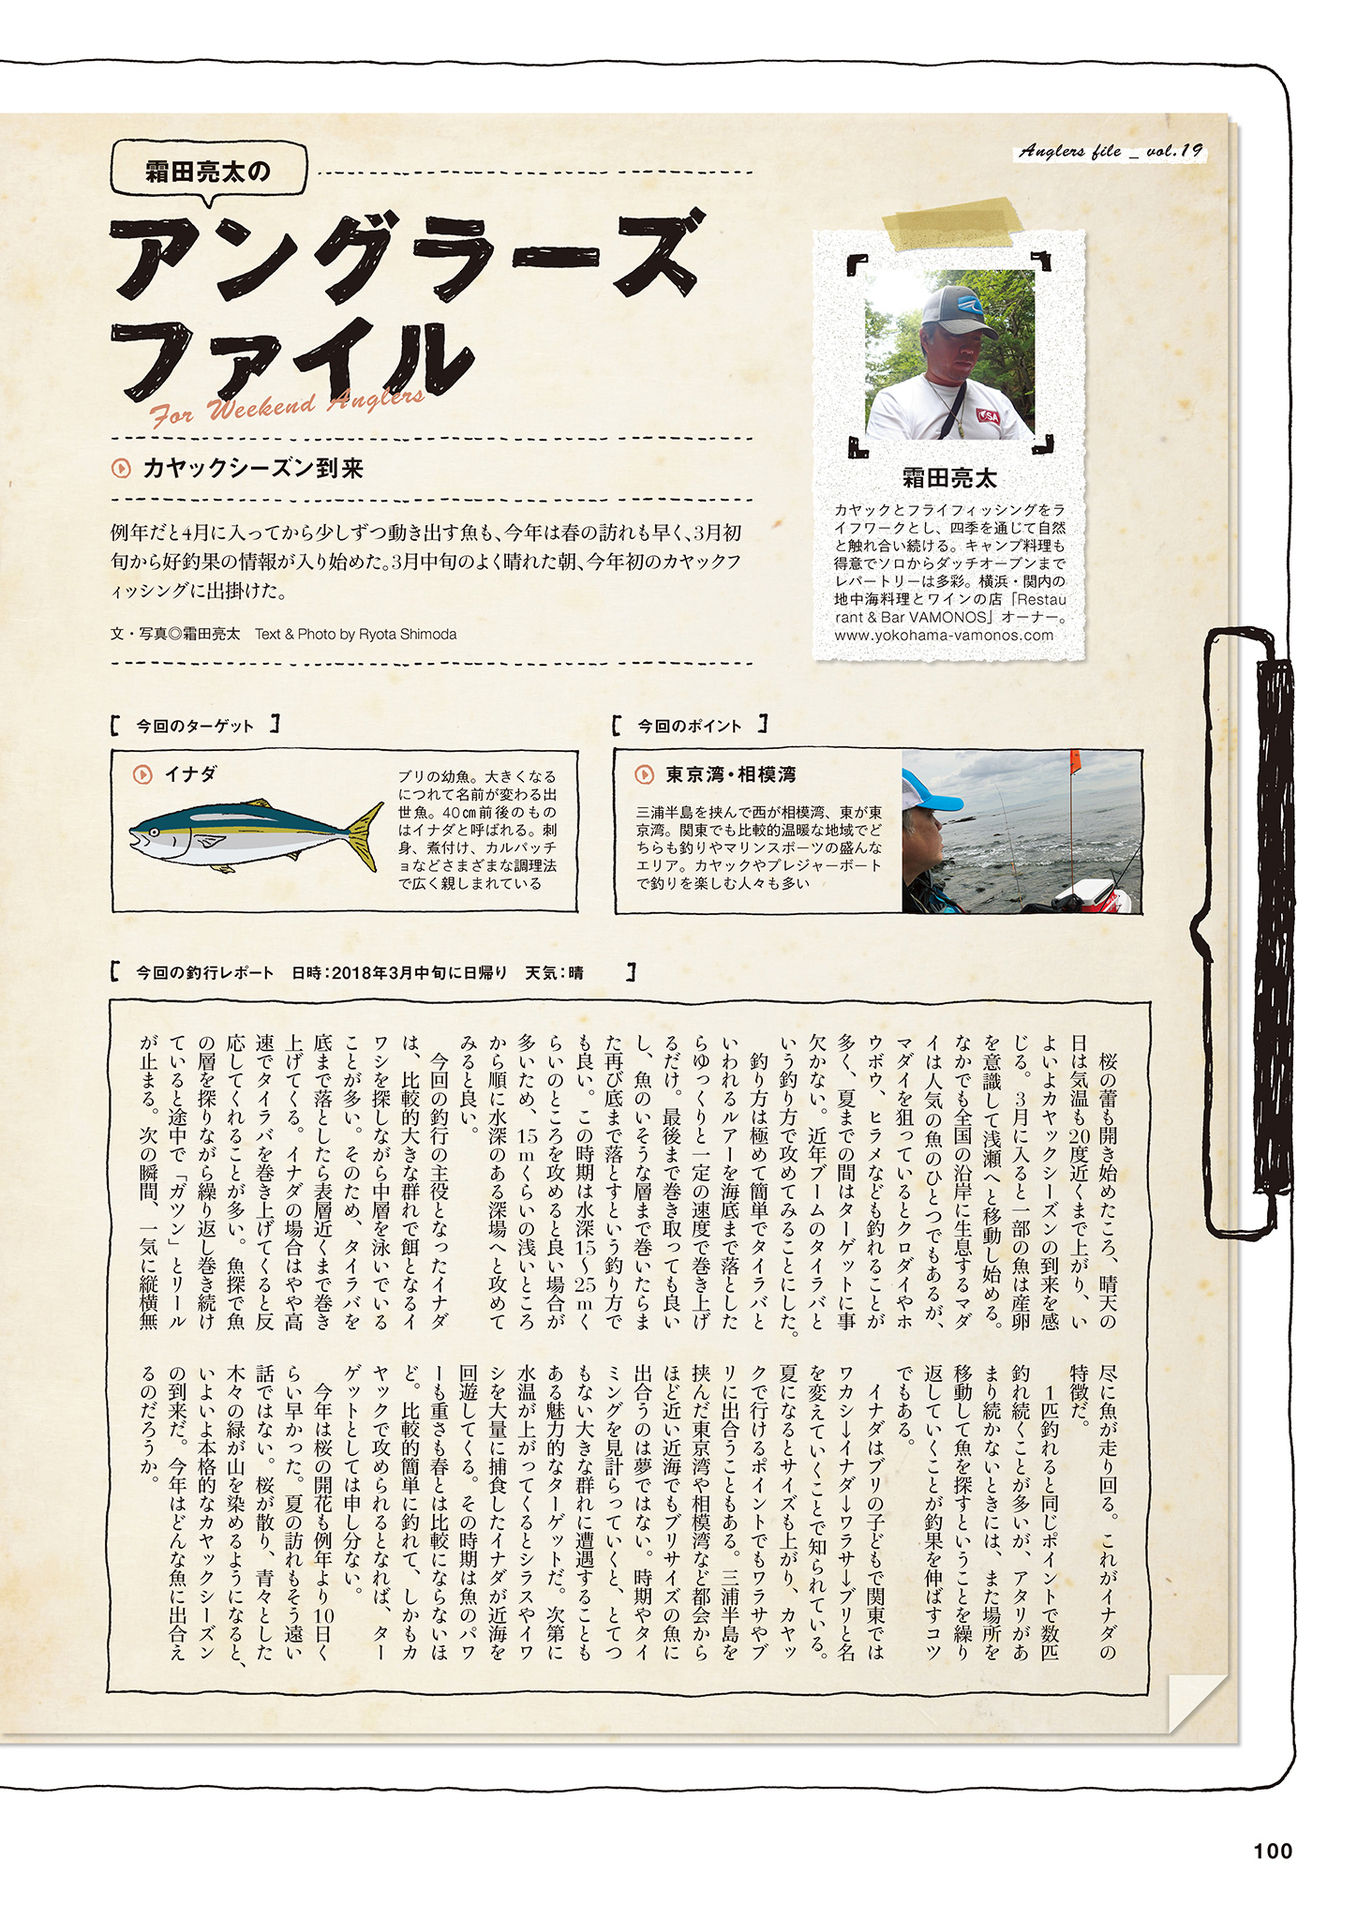 Anglers file _ vol.19
霜田亮太の
アングラーズ
ファイル
For Weekend Anglers
カヤックシーズン到来
例年だと4月に入ってから少しずつ動き出す魚も、今年は春の訪れも早く、3月初
旬から好釣果の情報が入り始めた。3月中旬のよく晴れた朝、今年初のカヤックフ
ィッシングに出掛けた。
文・写真◎霜田亮太　Text & Photo by Ryota Shimoda
霜田亮太
カヤックとフライフィッシングをラ
イフワークとし、四季を通じて自然
と触れ合い続ける。キャンプ料理も
得意でソロからダッチオーブンまで
レパートリーは多彩。横浜・関内の
地中海料理とワインの店「Restau
rant & Bar VAMONOS」オーナー。
www.yokohama-vamonos.com
［ 今回のターゲット ］
イナダ
ブリの幼魚。大きくなる
につれて名前が変わる出
世魚。40㎝前後のもの
はイナダと呼ばれる。刺
身、煮付け、カルパッチ
ョなどさまざまな調理法
で広く親しまれている
［ 今回のポイント ］
東京湾・相模湾
三浦半島を挟んで西が相模湾、東が東
京湾。関東でも比較的温暖な地域でど
ちらも釣りやマリンスポーツの盛んな
エリア。カヤックやプレジャーボート
で釣りを楽しむ人々も多い
［ 今回の釣行レポート　日時：2018年3月中旬に日帰り　天気：晴 ］
桜の蕾も開き始めたころ、晴天の
日は気温も20度近くまで上がり、い
よいよカヤックシーズンの到来を感
じる。3月に入ると一部の魚は産卵
を意識して浅瀬へと移動し始める。
なかでも全国の沿岸に生息するマダ
イは人気の魚のひとつでもあるが、
マダイを狙っているとクロダイやホ
ウボウ、ヒラメなども釣れることが
多く、夏までの間はターゲットに事
欠かない。近年ブームのタイラバと
いう釣り方で攻めてみることにした。
釣り方は極めて簡単でタイラバと
いわれるルアーを海底まで落とした
らゆっくりと一定の速度で巻き上げ
るだけ。最後まで巻き取っても良い
し、魚のいそうな層まで巻いたらま
た再び底まで落とすという釣り方で
も良い。この時期は水深15～25ｍく
らいのところを攻めると良い場合が
多いため、15ｍくらいの浅いところ
から順に水深のある深場へと攻めて
みると良い。
今回の釣行の主役となったイナダ
は、比較的大きな群れで餌となるイ
ワシを探しながら中層を泳いでいる
ことが多い。そのため、タイラバを
底まで落としたら表層近くまで巻き
上げてくる。イナダの場合はやや高
速でタイラバを巻き上げてくると反
応してくれることが多い。魚探で魚
の層を探りながら繰り返し巻き続け
ていると途中で「ガツン」とリール
が止まる。次の瞬間、一気に縦横無
尽に魚が走り回る。これがイナダの
特徴だ。
1匹釣れると同じポイントで数匹
釣れ続くことが多いが、アタリがあ
まり続かないときには、また場所を
移動して魚を探すということを繰り
返していくことが釣果を伸ばすコツ
でもある。
イナダはブリの子どもで関東では
ワカシ→イナダ→ワラサ→ブリと名
を変えていくことで知られている。
夏になるとサイズも上がり、カヤッ
クで行けるポイントでもワラサやブ
リに出合うこともある。三浦半島を
挟んだ東京湾や相模湾など都会から
ほど近い近海でもブリサイズの魚に
出合うのは夢ではない。時期やタイ
ミングを見計らっていくと、とてつ
もない大きな群れに遭遇することも
ある魅力的なターゲットだ。次第に
水温が上がってくるとシラスやイワ
シを大量に捕食したイナダが近海を
回遊してくる。その時期は魚のパワ
ーも重さも春とは比較にならないほ
ど。比較的簡単に釣れて、しかもカ
ヤックで攻められるとなれば、ター
ゲットとしては申し分ない。
今年は桜の開花も例年より10日く
らい早かった。夏の訪れもそう遠い
話ではない。桜が散り、青々とした
木々の緑が山を染めるようになると、
いよいよ本格的なカヤックシーズン
の到来だ。今年はどんな魚に出合え
るのだろうか。
100